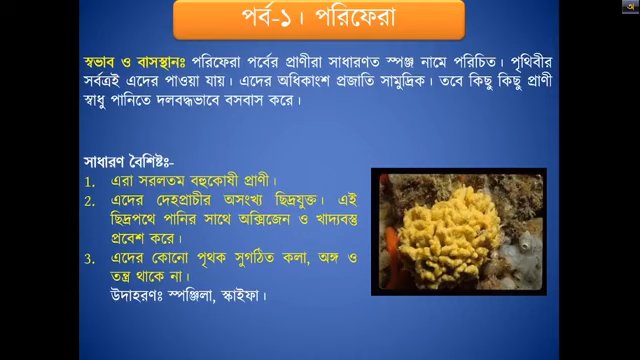 পর্ব-১। পরিফেরা
স্বভাব ও বাসস্থানঃ পরিফেরা পর্বের প্রাণীরা সাধারণত স্পঞ্জ নামে পরিচিত। পৃথিবীর
সর্বত্রই এদের পাওয়া যায়। এদের অধিকাংশ প্রজাতি সামুদ্রিক। তবে কিছু কিছু প্রাণী
স্বাধু পানিতে দলবদ্ধভাবে বসবাস করে।
সাধারণ বৈশিষ্টঃ-
1. এরা সরলতম বহুকোষী প্রাণী।
2. এদের দেহপ্রাচীর অসংখ্য ছিদ্রযুক্ত। এই
ছিদ্রপথে পানির সাথে অক্সিজেন ও খাদ্যবস্তু
প্রবেশ করে।
3. এদের কোনো পৃথক সুগঠিত কলা, অঙ্গ ও
তন্ত্র থাকে না।
উদাহরণঃ স্পঞ্জিলা, স্কাইফা।
অ